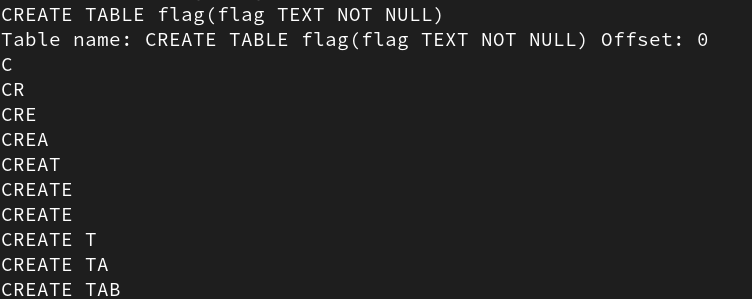 CREATE TABLE flag(flag TEXT NOT NULL)
Table name: CREATE TABLE flag(flag TEXT NOT NULL) Offset: 0
C
CR
CRE
CREA
CREAT
CREATE
CREATE
CREATE T
CREATE TA
CREATE TAB